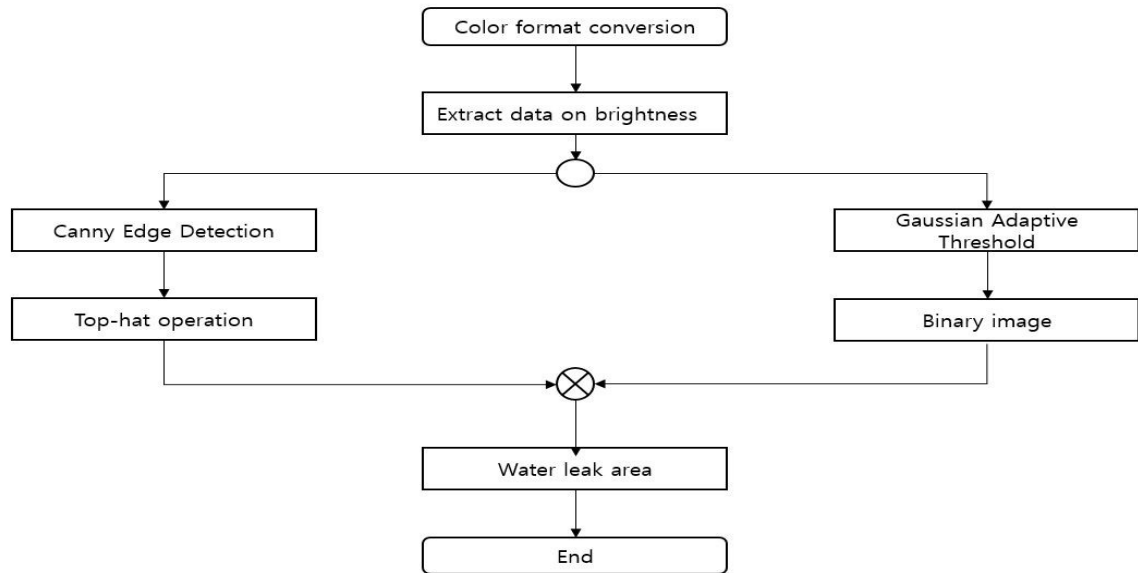 Color format conversion
Extract data on brightness
Canny Edge Detection
Gaussian Adaptive
Threshold
Top-hat operation
Binary image
Water leak area
End